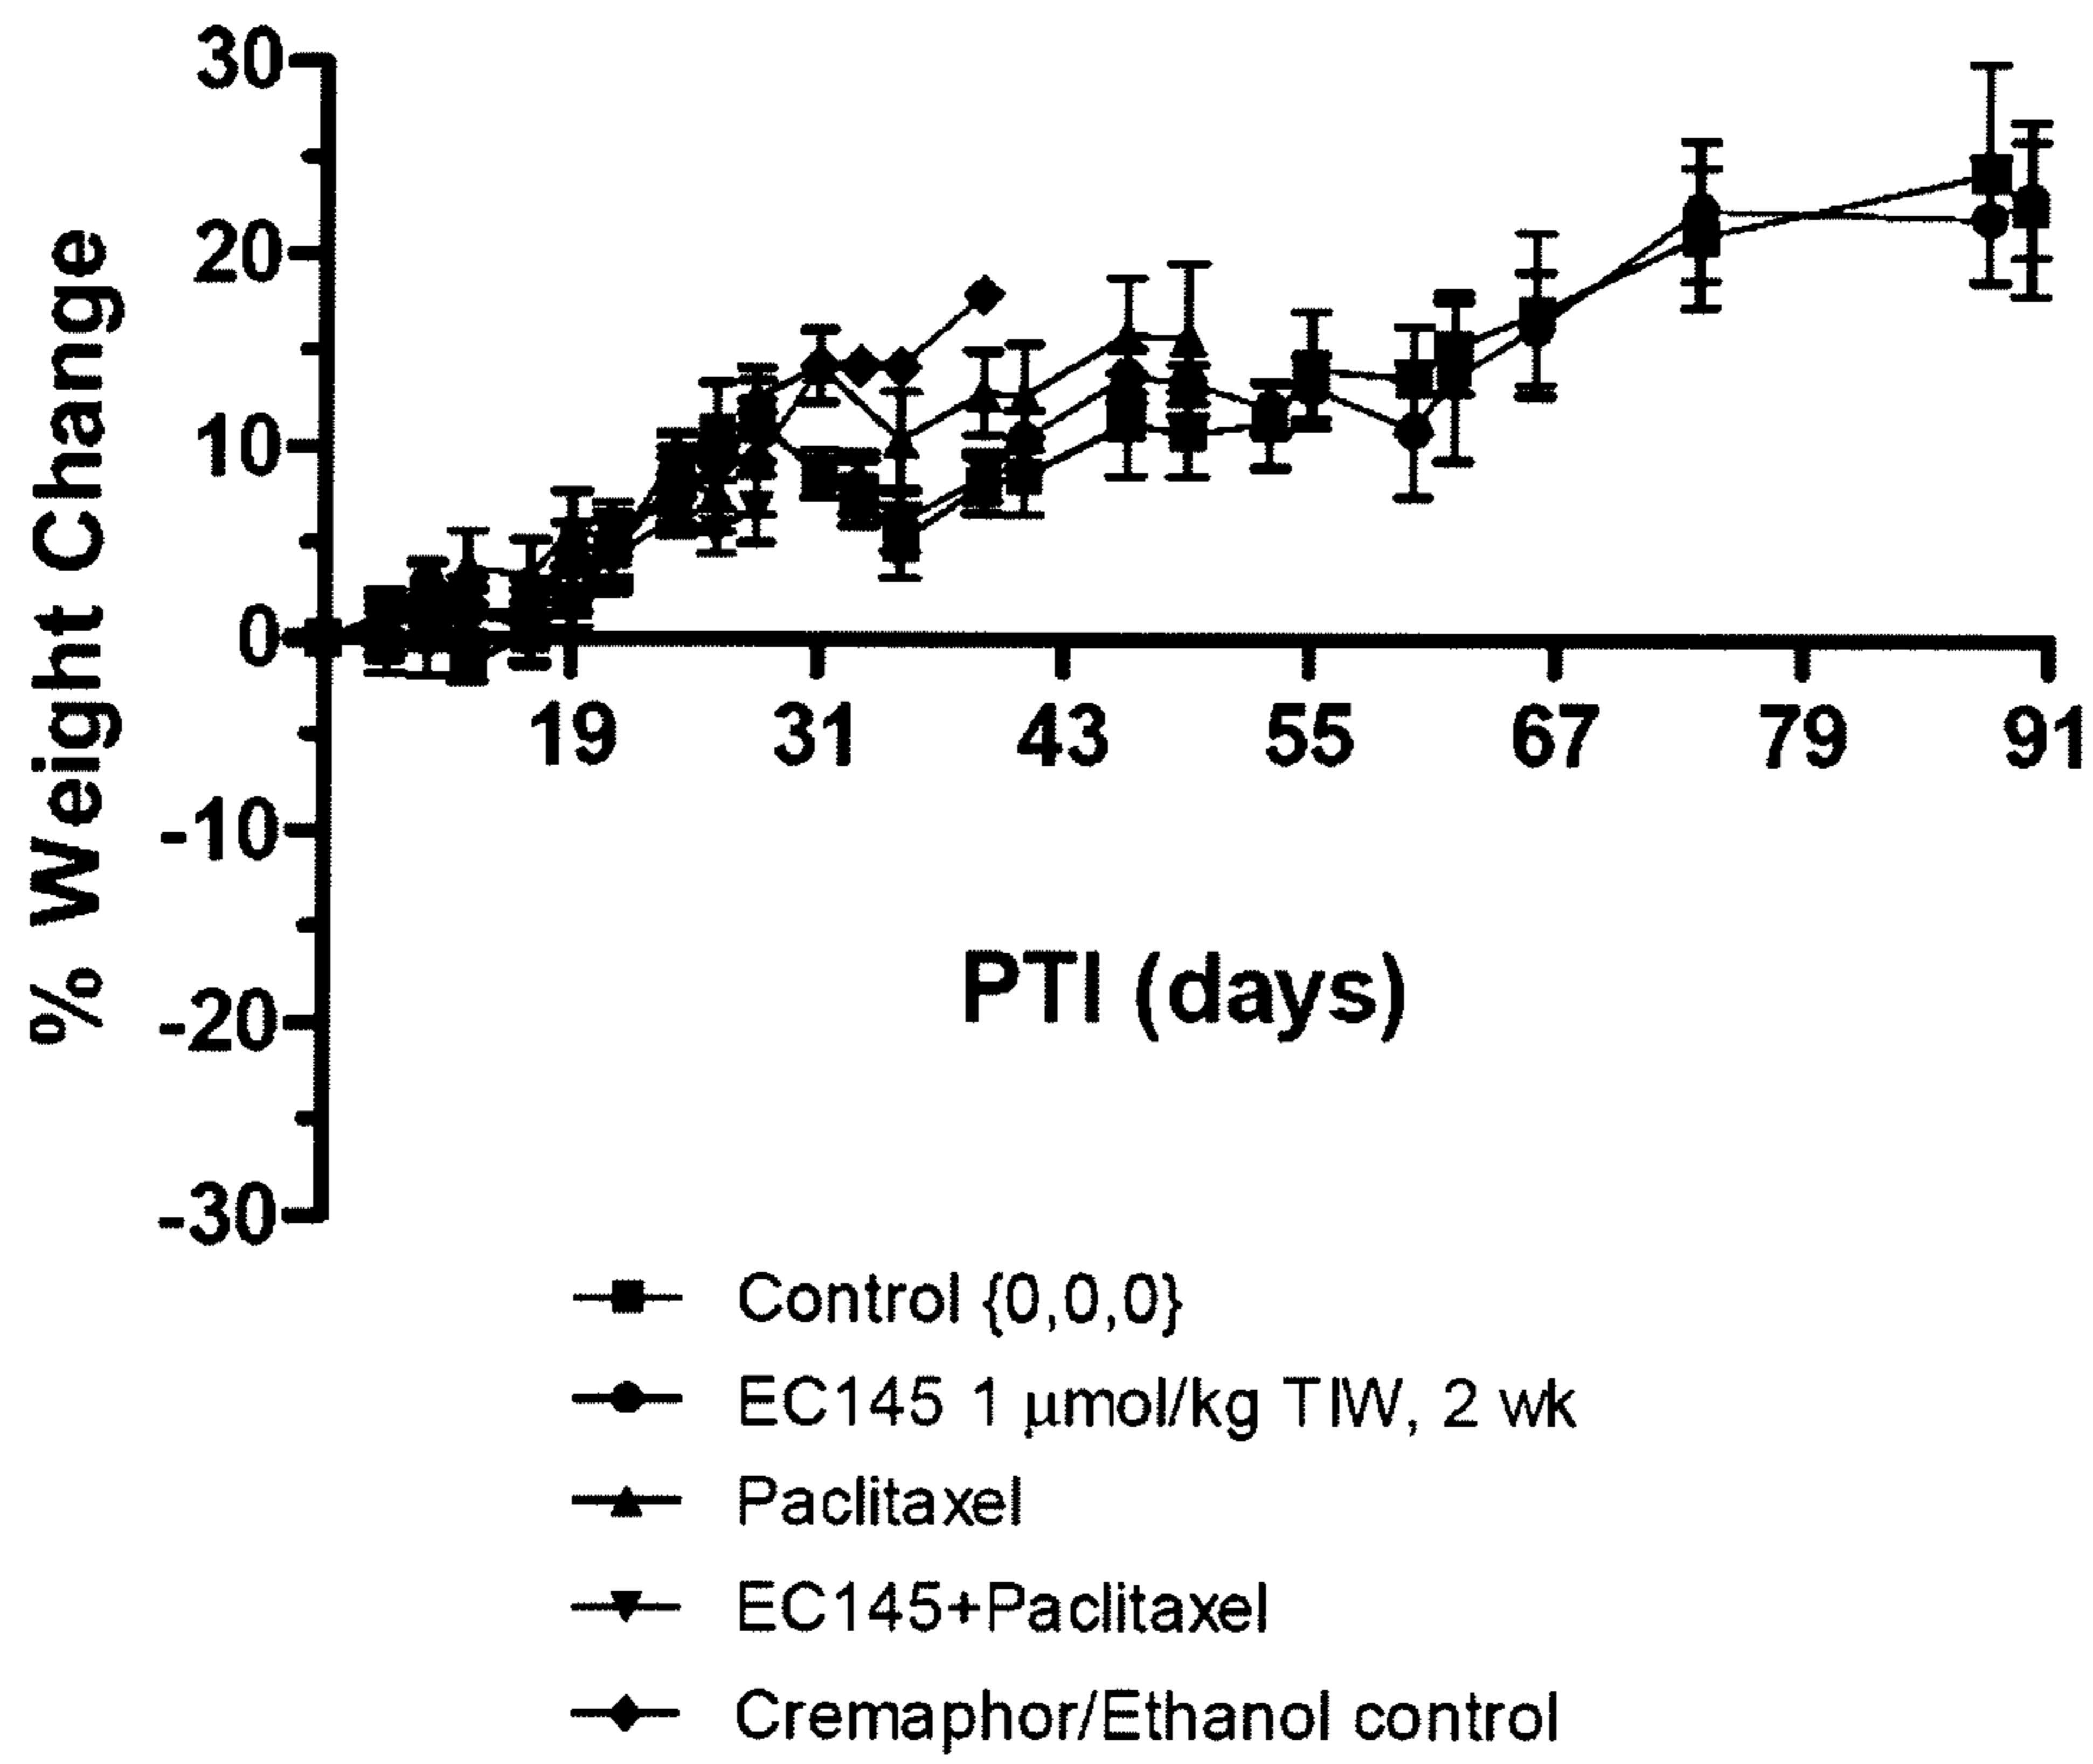 30
20
10
0
-10
-20
-30
% Weight Change
19 31 43 55 67 79 91
PTI (days)
Control {0,0,0}
EC145 1 μmol/kg TIW, 2 wk
Paclitaxel
EC145+Paclitaxel
Cremaphor/Ethanol control